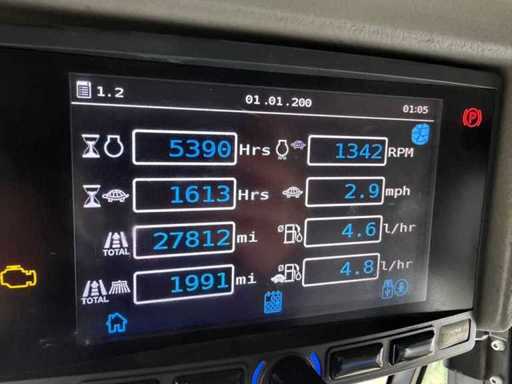 1.2
01.01.200
01:05
5390 Hrs
1342 RPM
1613 Hrs
2.9 mph
TOTAL 27812 mi
4.6 l/hr
TOTAL 1991 mi
4.8 l/hr